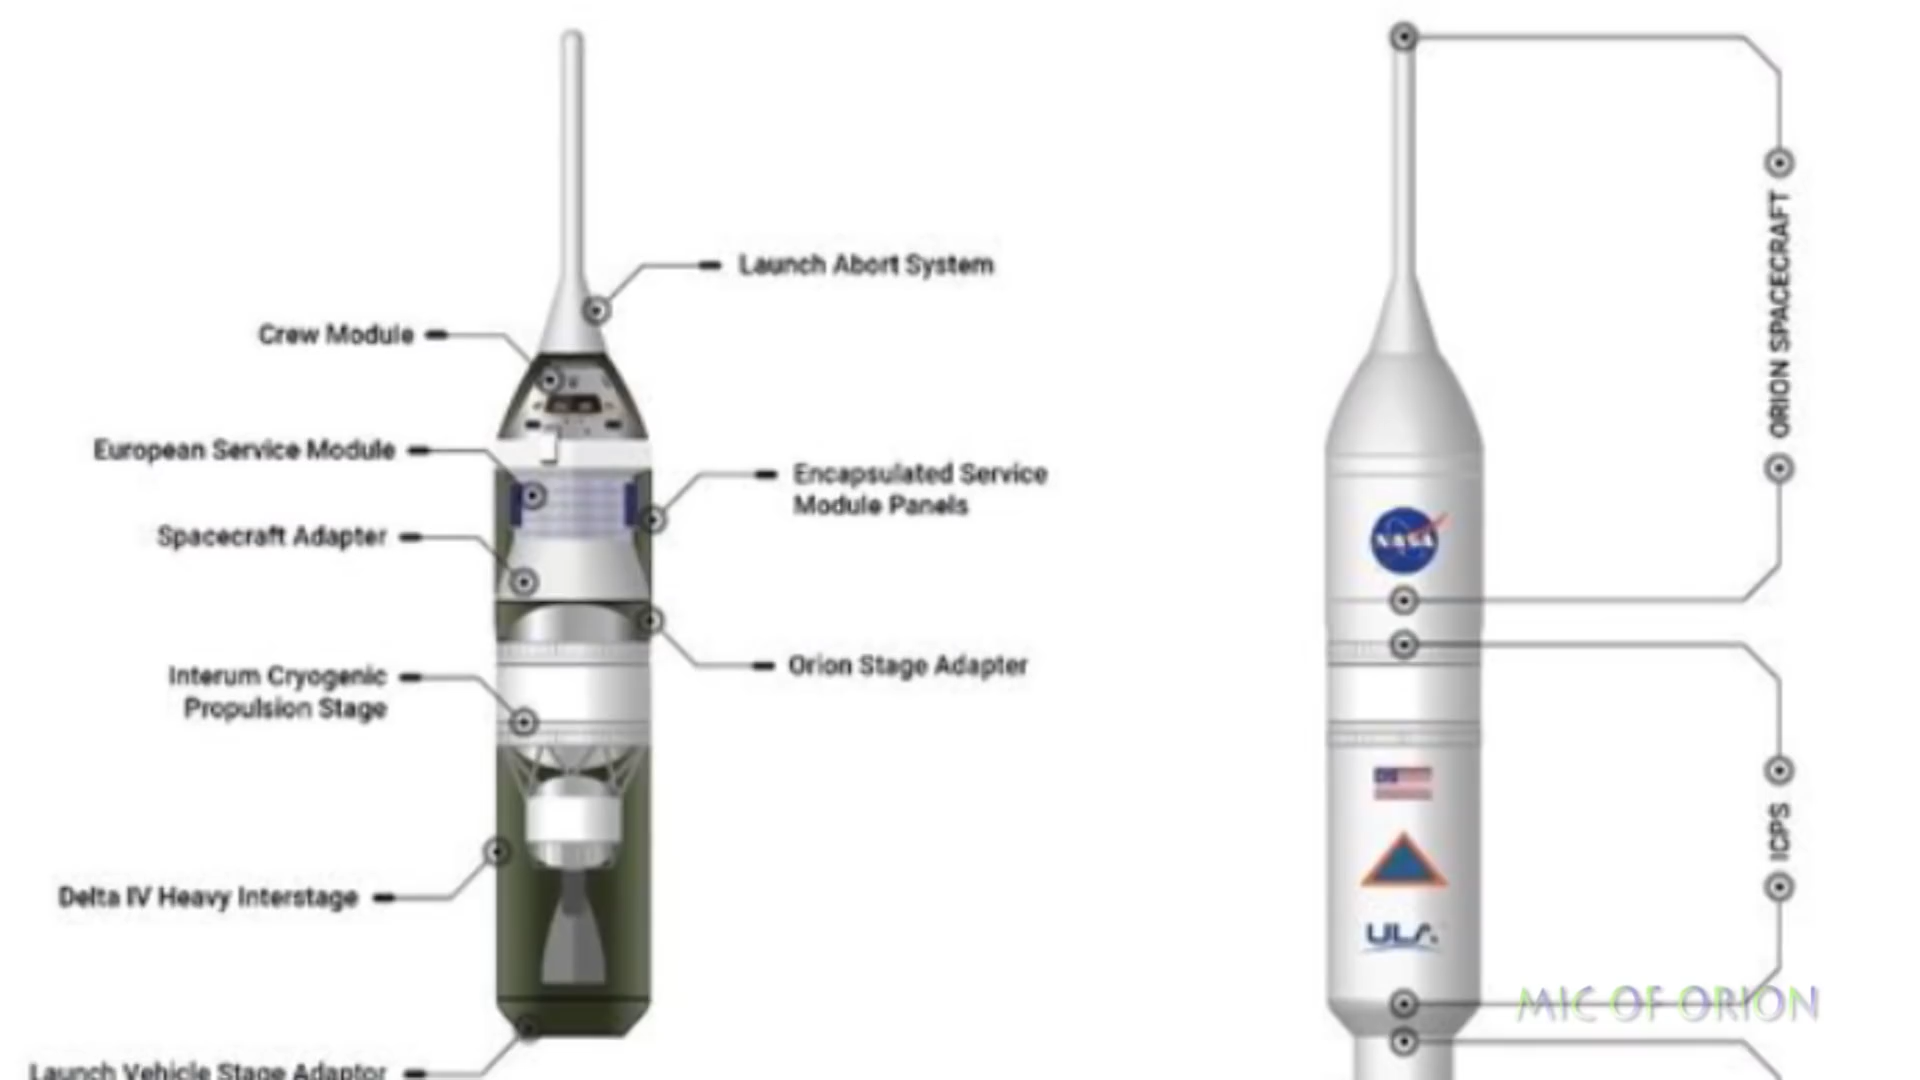 Launch Abort System
Crew Module
European Service Module
Encapsulated Service
Module Panels
Spacecraft Adapter
Orion Stage Adapter
Interum Cryogenic
Propulsion Stage
Delta IV Heavy Interstage
Launch Vehicle Stage Adaptor
ORION SPACECRAFT
NASA
ICPS
ULA
MIC OF ORION